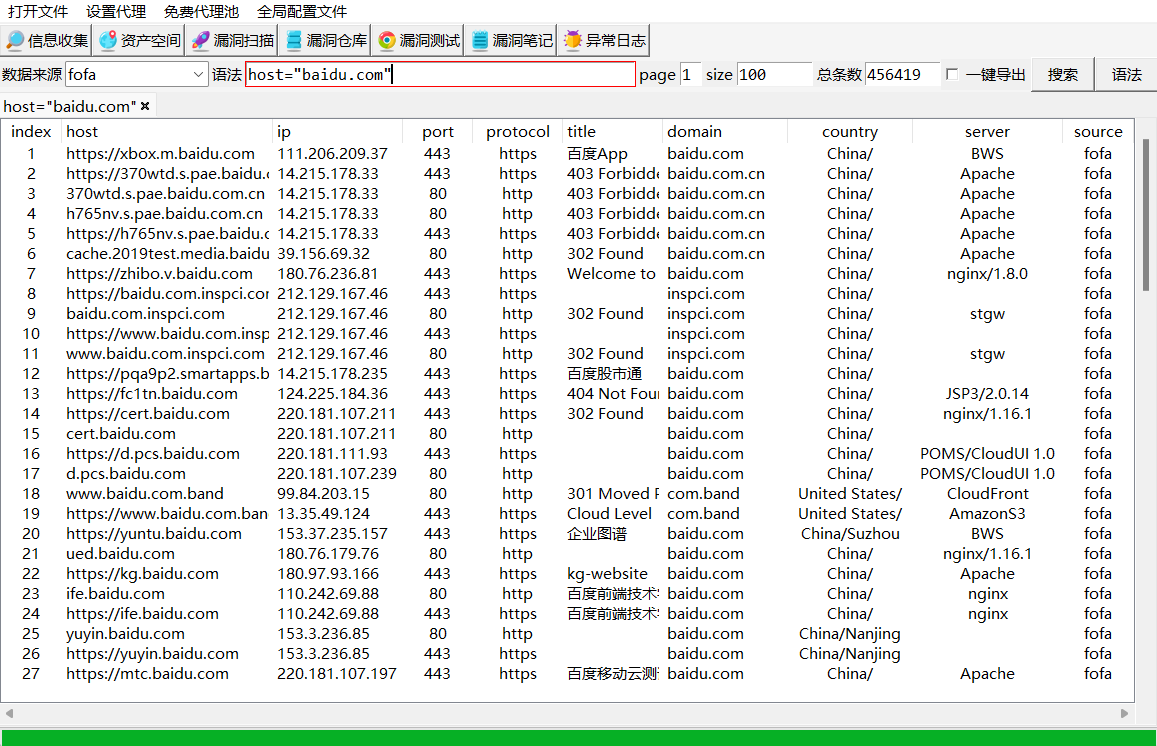 打开文件 设置代理 免费代理池 全局配置文件
信息收集 资产空间 漏洞扫描 漏洞仓库 漏洞测试 漏洞笔记 异常日志
数据来源 fofa 语法 host="baidu.com" page 1 size 100 总条数 456419 一键导出 搜索 语法
host="baidu.com" ×
index host ip port protocol title domain country server source
1 https://xbox.m.baidu.com 111.206.209.37 443 https 百度App baidu.com China/ BWS fofa
2 https://370wtd.s.pae.baidu.c 14.215.178.33 443 https 403 Forbidde baidu.com.cn China/ Apache fofa
3 370wtd.s.pae.baidu.com.cn 14.215.178.33 80 http 403 Forbidde baidu.com.cn China/ Apache fofa
4 h765nv.s.pae.baidu.com.cn 14.215.178.33 80 http 403 Forbidde baidu.com.cn China/ Apache fofa
5 https://h765nv.s.pae.baidu.c 14.215.178.33 443 https 403 Forbidde baidu.com.cn China/ Apache fofa
6 cache.2019test.media.baidu 39.156.69.32 80 http 302 Found baidu.com.cn China/ Apache fofa
7 https://zhibo.v.baidu.com 180.76.236.81 443 https Welcome to baidu.com China/ nginx/1.8.0 fofa
8 https://baidu.com.inspci.cor 212.129.167.46 443 https inspci.com China/ fofa
9 baidu.com.inspci.com 212.129.167.46 80 http 302 Found inspci.com China/ stgw fofa
10 https://www.baidu.com.insp 212.129.167.46 443 https inspci.com China/ fofa
11 www.baidu.com.inspci.com 212.129.167.46 80 http 302 Found inspci.com China/ stgw fofa
12 https://pqa9p2.smartapps.b 14.215.178.235 443 https 百度股市通 baidu.com China/ fofa
13 https://fc1tn.baidu.com 124.225.184.36 443 https 404 Not Four baidu.com China/ JSP3/2.0.14 fofa
14 https://cert.baidu.com 220.181.107.211 443 https 302 Found baidu.com China/ nginx/1.16.1 fofa
15 cert.baidu.com 220.181.107.211 80 http baidu.com China/ fofa
16 https://d.pcs.baidu.com 220.181.111.93 443 https baidu.com China/ POMS/CloudUI 1.0 fofa
17 d.pcs.baidu.com 220.181.107.239 80 http baidu.com China/ POMS/CloudUI 1.0 fofa
18 www.baidu.com.band 99.84.203.15 80 http 301 Moved P com.band United States/ CloudFront fofa
19 https://www.baidu.com.ban 13.35.49.124 443 https Cloud Level com.band United States/ AmazonS3 fofa
20 https://yuntu.baidu.com 153.37.235.157 443 https 企业图谱 baidu.com China/Suzhou BWS fofa
21 ued.baidu.com 180.76.179.76 80 http baidu.com China/ nginx/1.16.1 fofa
22 https://kg.baidu.com 180.97.93.166 443 https kg-website baidu.com China/ Apache fofa
23 ife.baidu.com 110.242.69.88 80 http 百度前端技术 baidu.com China/ nginx fofa
24 https://ife.baidu.com 110.242.69.88 443 https 百度前端技术 baidu.com China/ nginx fofa
25 yuyin.baidu.com 153.3.236.85 80 http baidu.com China/Nanjing fofa
26 https://yuyin.baidu.com 153.3.236.85 443 https baidu.com China/Nanjing fofa
27 https://mtc.baidu.com 220.181.107.197 443 https 百度移动云测 baidu.com China/ Apache fofa